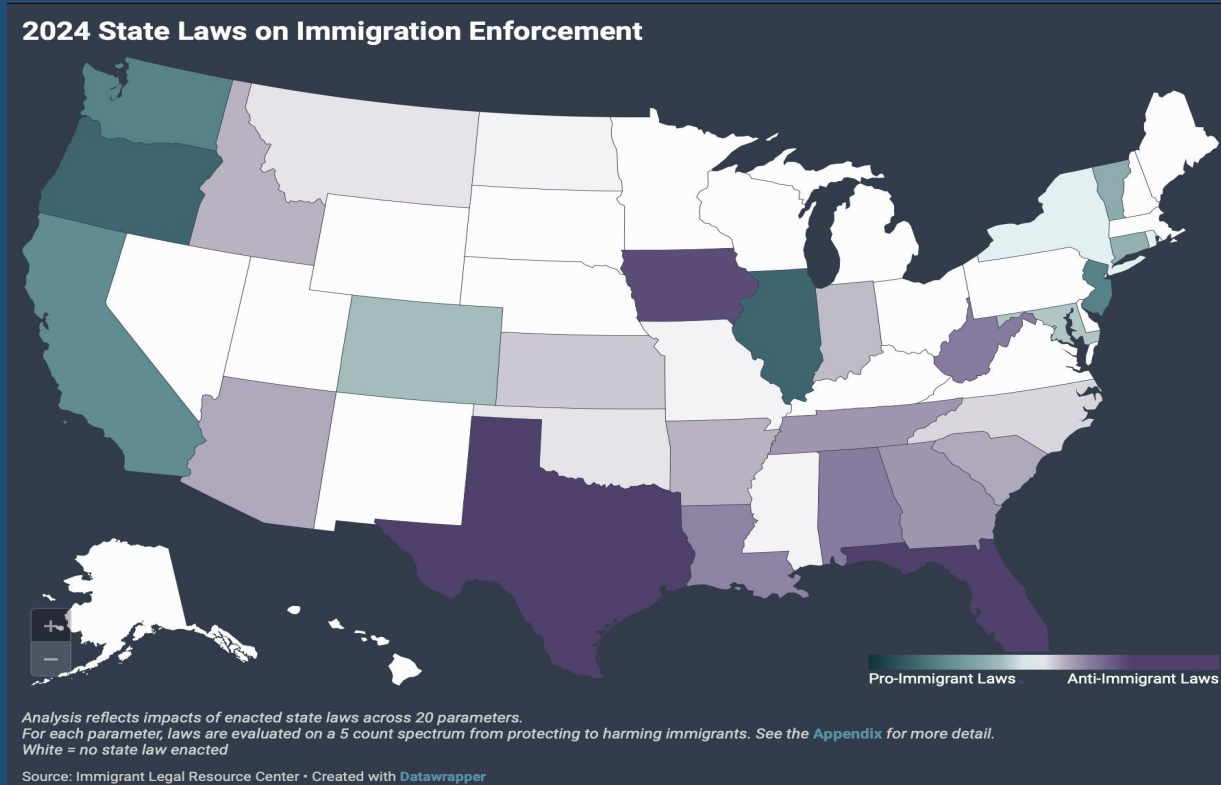 2024 State Laws on Immigration Enforcement
+
−
Pro-Immigrant Laws
Anti-Immigrant Laws
Analysis reflects impacts of enacted state laws across 20 parameters.
For each parameter, laws are evaluated on a 5 count spectrum from protecting to harming immigrants. See the Appendix for more detail.
White = no state law enacted
Source: Immigrant Legal Resource Center • Created with Datawrapper